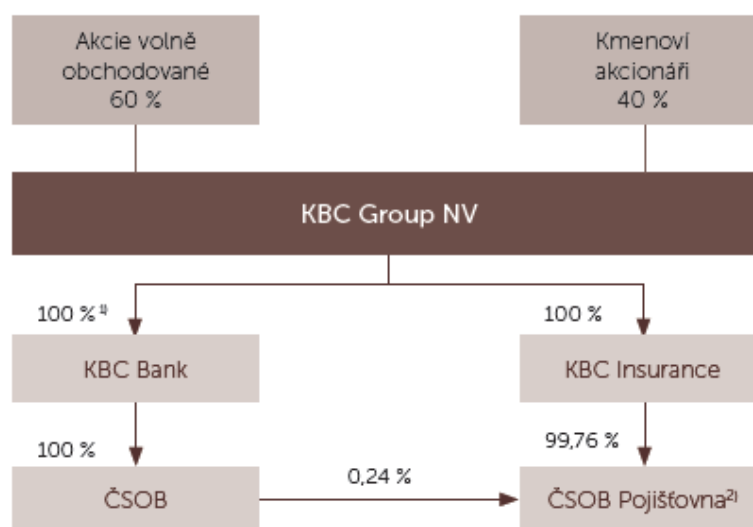 Akcie volně
obchodované
60 %
Kmenoví
akcionáři
40 %
KBC Group NV
100 % ¹⁾
100 %
KBC Bank
KBC Insurance
100 %
99,76 %
ČSOB
0,24 %
ČSOB Pojišťovna²⁾